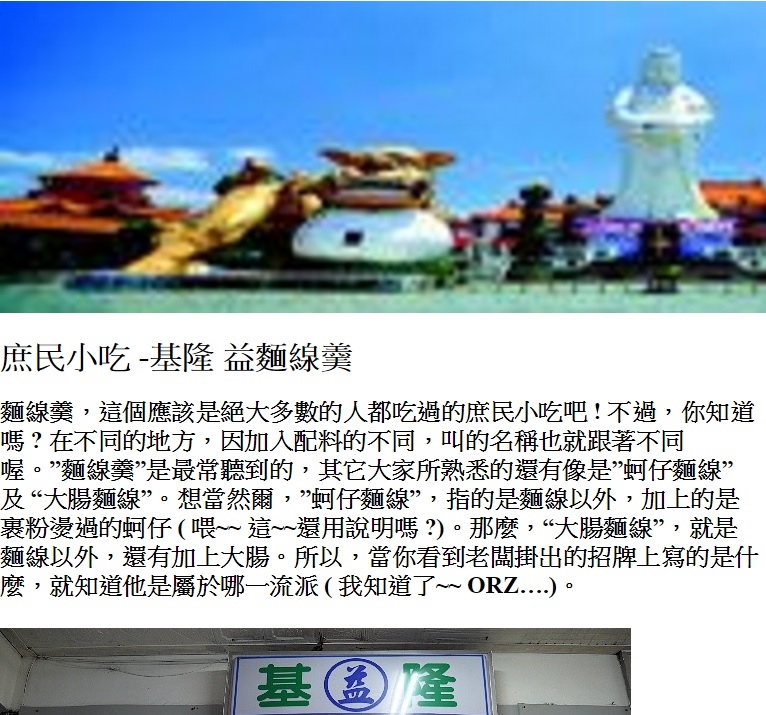 庶民小吃 -基隆 益麵線羹
麵線羹，這個應該是絕大多數的人都吃過的庶民小吃吧 ! 不過，你知道
嗎 ? 在不同的地方，因加入配料的不同，叫的名稱也就跟著不同
喔。”麵線羹”是最常聽到的，其它大家所熟悉的還有像是”蚵仔麵線”
及 “大腸麵線”。想當然爾，”蚵仔麵線”，指的是麵線以外，加上的是
裹粉燙過的蚵仔 ( 喂~~ 這~~還用說明嗎 ?)。那麼，“大腸麵線”，就是
麵線以外，還有加上大腸。所以，當你看到老闆掛出的招牌上寫的是什
麼，就知道他是屬於哪一流派 ( 我知道了~~ ORZ….)。
基益隆